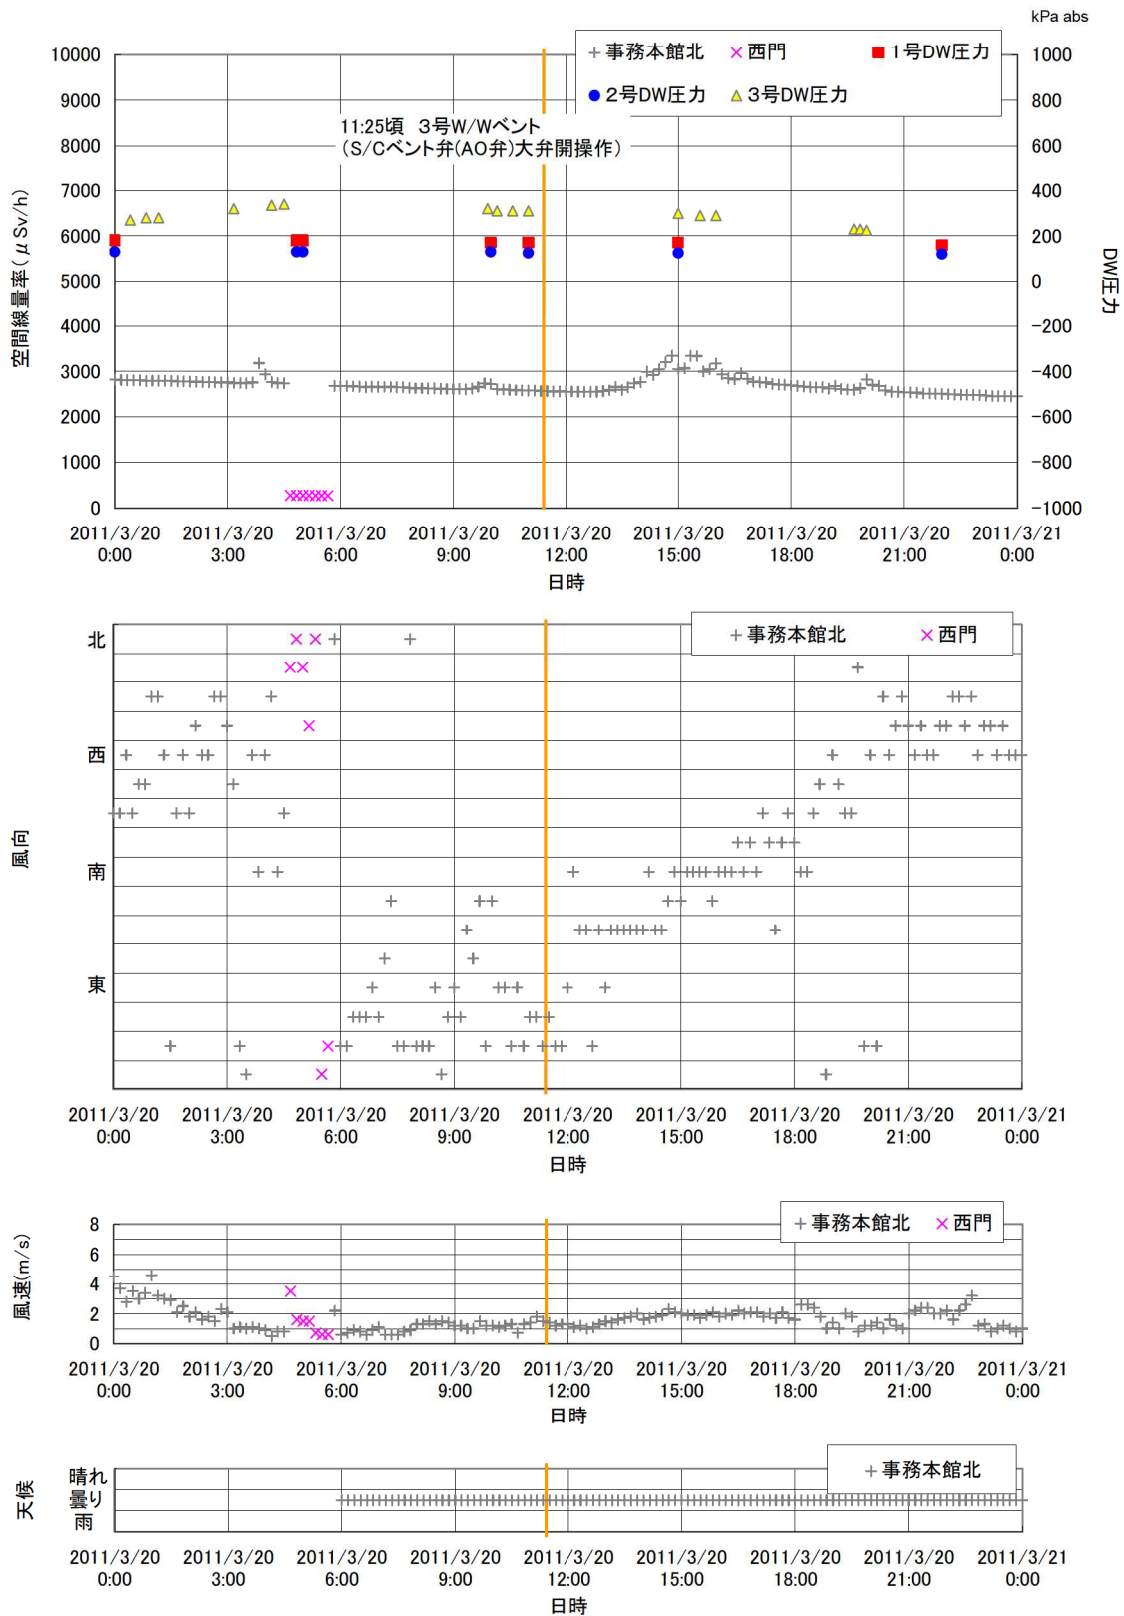 kPa abs
事務本館北 西門 1号DW圧力
2号DW圧力 3号DW圧力
11:25頃 3号W/Wベント
(S/Cベント弁(AO弁)大弁開操作)
空間線量率(μSv/h)
10000
9000
8000
7000
6000
5000
4000
3000
2000
1000
0
1000
800
600
400
200
0
-200
-400
-600
-800
-1000
DW圧力
2011/3/20 2011/3/20 2011/3/20 2011/3/20 2011/3/20 2011/3/20 2011/3/20 2011/3/20 2011/3/21
0:00 3:00 6:00 9:00 12:00 15:00 18:00 21:00 0:00
日時
事務本館北 西門
風向
北
西
南
東
2011/3/20 2011/3/20 2011/3/20 2011/3/20 2011/3/20 2011/3/20 2011/3/20 2011/3/20 2011/3/21
0:00 3:00 6:00 9:00 12:00 15:00 18:00 21:00 0:00
日時
事務本館北 西門
風速(m/s)
8
6
4
2
0
2011/3/20 2011/3/20 2011/3/20 2011/3/20 2011/3/20 2011/3/20 2011/3/20 2011/3/20 2011/3/21
0:00 3:00 6:00 9:00 12:00 15:00 18:00 21:00 0:00
日時
事務本館北
天候
晴れ
曇り
雨
2011/3/20 2011/3/20 2011/3/20 2011/3/20 2011/3/20 2011/3/20 2011/3/20 2011/3/20 2011/3/21
0:00 3:00 6:00 9:00 12:00 15:00 18:00 21:00 0:00
日時